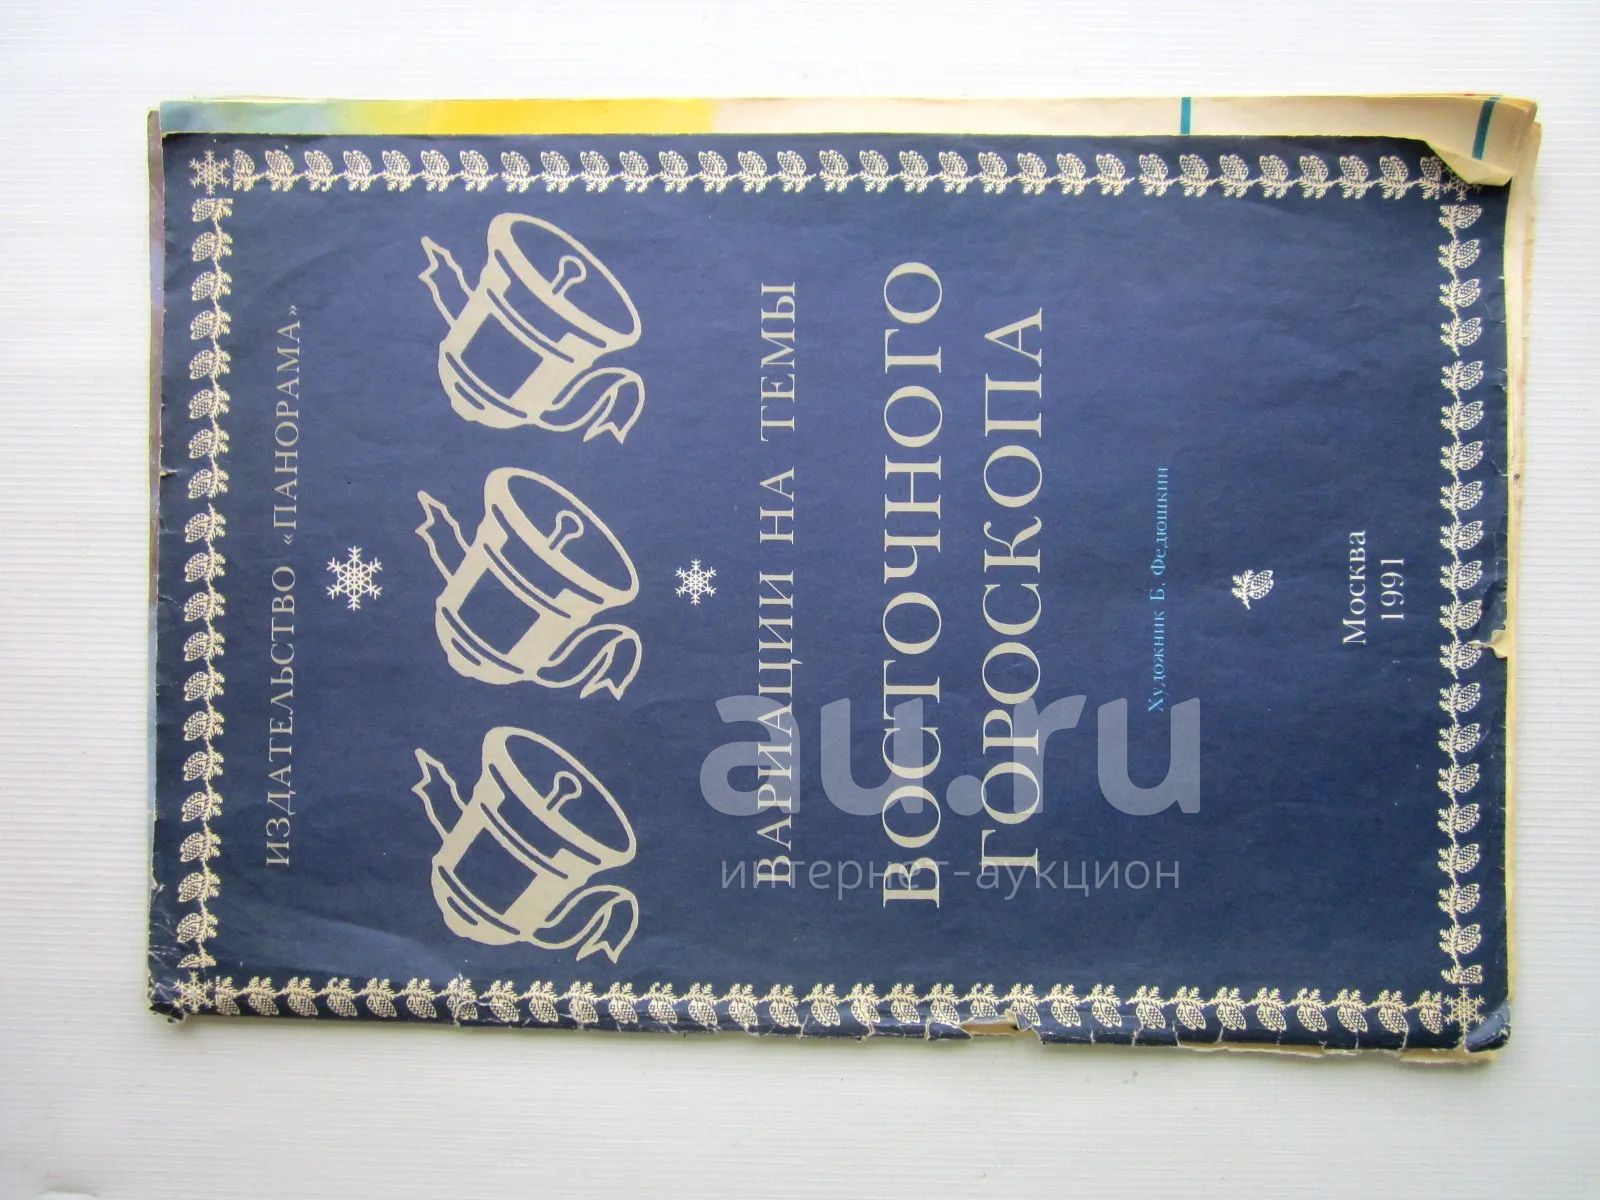 ИЗДАТЕЛЬСТВО «ПАНОРАМА»
ВАРИАЦИИ НА ТЕМЫ
ВОСТОЧНОГО
ГОРОСКОПА
Художник Б. Федюшкин
Москва
1991
au.ru
интернет-аукцион